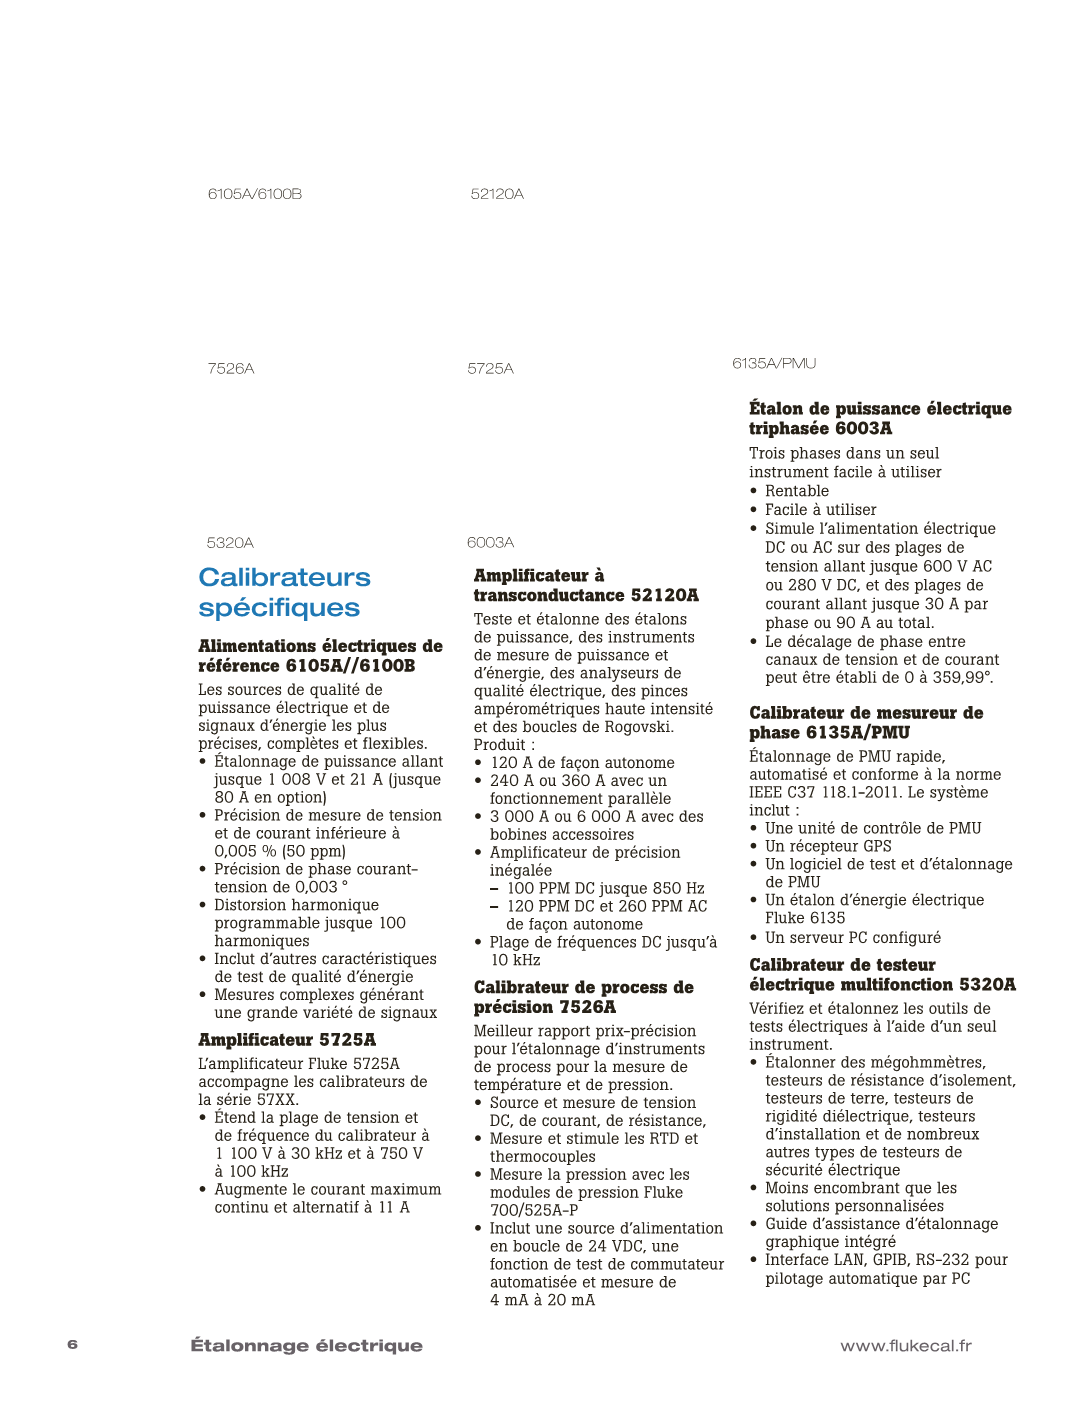 6105A/6100B
52120A
7526A
5725A
6135A/PMU
5320A
6003A
Calibrateurs
spécifiques
Alimentations électriques de
référence 6105A//6100B
Les sources de qualité de
puissance électrique et de
signaux d’énergie les plus
précises, complètes et flexibles.
• Étalonnage de puissance allant
jusque 1 008 V et 21 A (jusque
80 A en option)
• Précision de mesure de tension
et de courant inférieure à
0,005 % (50 ppm)
• Précision de phase courant-
tension de 0,003 °
• Distorsion harmonique
programmable jusque 100
harmoniques
• Inclut d’autres caractéristiques
de test de qualité d’énergie
• Mesures complexes générant
une grande variété de signaux
Amplificateur 5725A
L’amplificateur Fluke 5725A
accompagne les calibrateurs de
la série 57XX.
• Étend la plage de tension et
de fréquence du calibrateur à
1 100 V à 30 kHz et à 750 V
à 100 kHz
• Augmente le courant maximum
continu et alternatif à 11 A
Amplificateur à
transconductance 52120A
Teste et étalonne des étalons
de puissance, des instruments
de mesure de puissance et
d’énergie, des analyseurs de
qualité électrique, des pinces
ampérométriques haute intensité
et des boucles de Rogovski.
Produit :
• 120 A de façon autonome
• 240 A ou 360 A avec un
fonctionnement parallèle
• 3 000 A ou 6 000 A avec des
bobines accessoires
• Amplificateur de précision
inégalée
– 100 PPM DC jusque 850 Hz
– 120 PPM DC et 260 PPM AC
de façon autonome
• Plage de fréquences DC jusqu’à
10 kHz
Calibrateur de process de
précision 7526A
Meilleur rapport prix-précision
pour l’étalonnage d’instruments
de process pour la mesure de
température et de pression.
• Source et mesure de tension
DC, de courant, de résistance,
• Mesure et stimule les RTD et
thermocouples
• Mesure la pression avec les
modules de pression Fluke
700/525A-P
• Inclut une source d’alimentation
en boucle de 24 VDC, une
fonction de test de commutateur
automatisée et mesure de
4 mA à 20 mA
Étalon de puissance électrique
triphasée 6003A
Trois phases dans un seul
instrument facile à utiliser
• Rentable
• Facile à utiliser
• Simule l’alimentation électrique
DC ou AC sur des plages de
tension allant jusque 600 V AC
ou 280 V DC, et des plages de
courant allant jusque 30 A par
phase ou 90 A au total.
• Le décalage de phase entre
canaux de tension et de courant
peut être établi de 0 à 359,99°.
Calibrateur de mesureur de
phase 6135A/PMU
Étalonnage de PMU rapide,
automatisé et conforme à la norme
IEEE C37 118.1-2011. Le système
inclut :
• Une unité de contrôle de PMU
• Un récepteur GPS
• Un logiciel de test et d’étalonnage
de PMU
• Un étalon d’énergie électrique
Fluke 6135
• Un serveur PC configuré
Calibrateur de testeur
électrique multifonction 5320A
Vérifiez et étalonnez les outils de
tests électriques à l’aide d’un seul
instrument.
• Étalonner des mégohmmètres,
testeurs de résistance d’isolement,
testeurs de terre, testeurs de
rigidité diélectrique, testeurs
d’installation et de nombreux
autres types de testeurs de
sécurité électrique
• Moins encombrant que les
solutions personnalisées
• Guide d’assistance d’étalonnage
graphique intégré
• Interface LAN, GPIB, RS-232 pour
pilotage automatique par PC
6
Étalonnage électrique
www.flukecal.fr